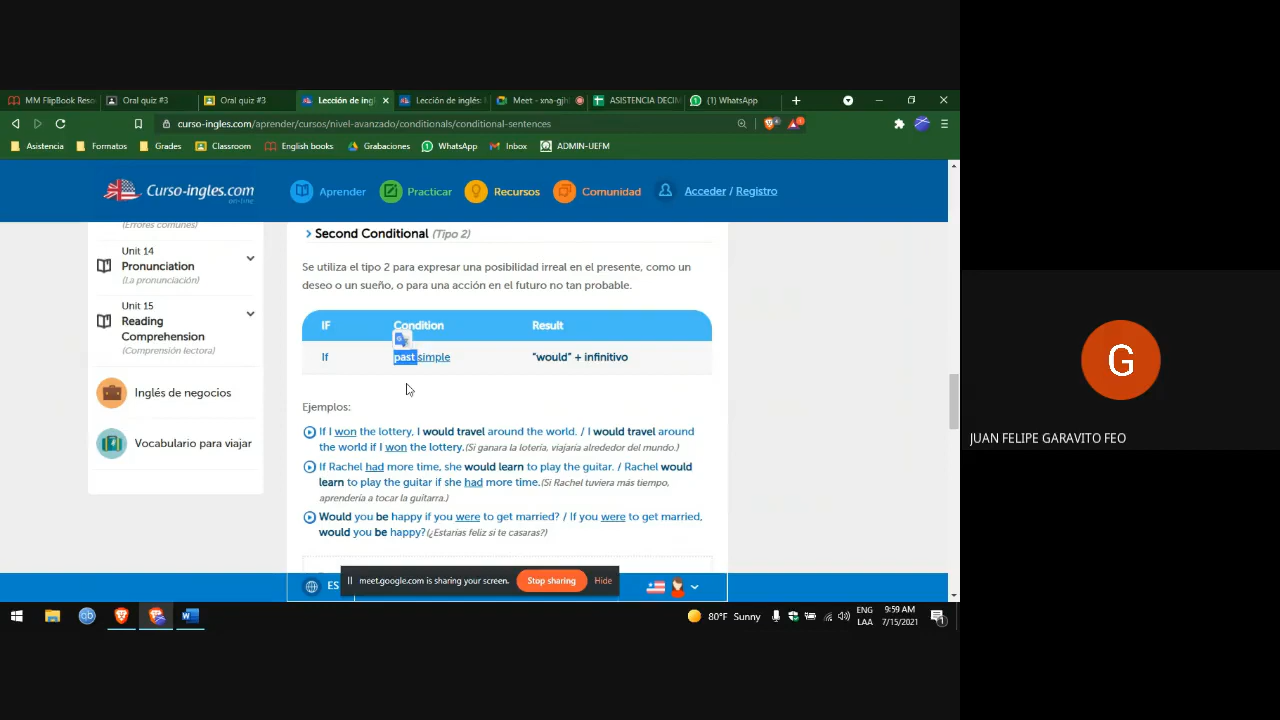 MM FlipBook Reso
Oral quiz #3
Oral quiz #3
Lección de ingl
Lección de inglés:
Meet - xna-gjh
ASISTENCIA DECIM
(1) WhatsApp
curso-ingles.com/aprender/cursos/nivel-avanzado/conditionals/conditional-sentences
Asistencia
Formatos
Grades
Classroom
English books
Grabaciones
WhatsApp
Inbox
ADMIN-UEFM
Curso-ingles.com
on-line
Aprender
Practicar
Recursos
Comunidad
Acceder / Registro
(Errores comunes)
Unit 14
Pronunciation
(La pronunciación)
Unit 15
Reading
Comprehension
(Comprensión lectora)
Inglés de negocios
Vocabulario para viajar
Second Conditional (Tipo 2)
Se utiliza el tipo 2 para expresar una posibilidad irreal en el presente, como un
deseo o un sueño, o para una acción en el futuro no tan probable.
IF Condition Result
If past simple "would" + infinitivo
Ejemplos:
If I won the lottery, I would travel around the world. / I would travel around
the world if I won the lottery.(Si ganara la lotería, viajaría alrededor del mundo.)
If Rachel had more time, she would learn to play the guitar. / Rachel would
learn to play the guitar if she had more time.(Si Rachel tuviera más tiempo,
aprendería a tocar la guitarra.)
Would you be happy if you were to get married? / If you were to get married,
would you be happy?(¿Estarías feliz si te casaras?)
ES
meet.google.com is sharing your screen.
Stop sharing
Hide
80°F Sunny
ENG
LAA
9:59 AM
7/15/2021
1
G
JUAN FELIPE GARAVITO FEO